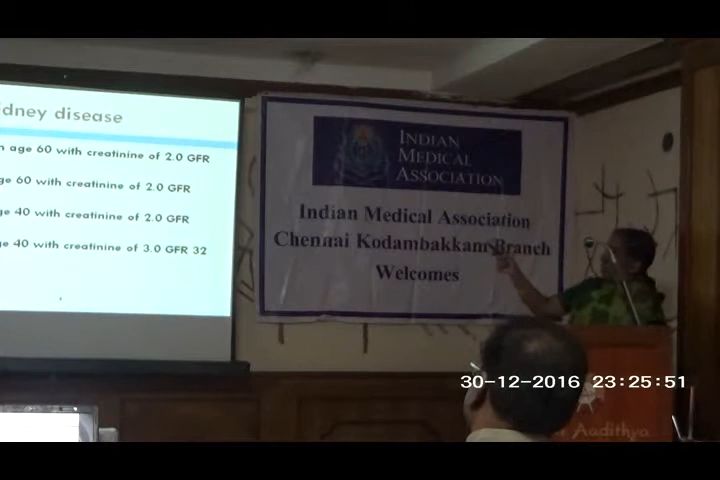 idney disease
age 60 with creatinine of 2.0 GFR
ge 60 with creatinine of 2.0 GFR
ge 40 with creatinine of 2.0 GFR
ge 40 with creatinine of 3.0 GFR 32
INDIAN
MEDICAL
ASSOCIATION
Indian Medical Association
Chennai Kodambakkam Branch
Welcomes
30-12-2016 23:25:51
Aadithya